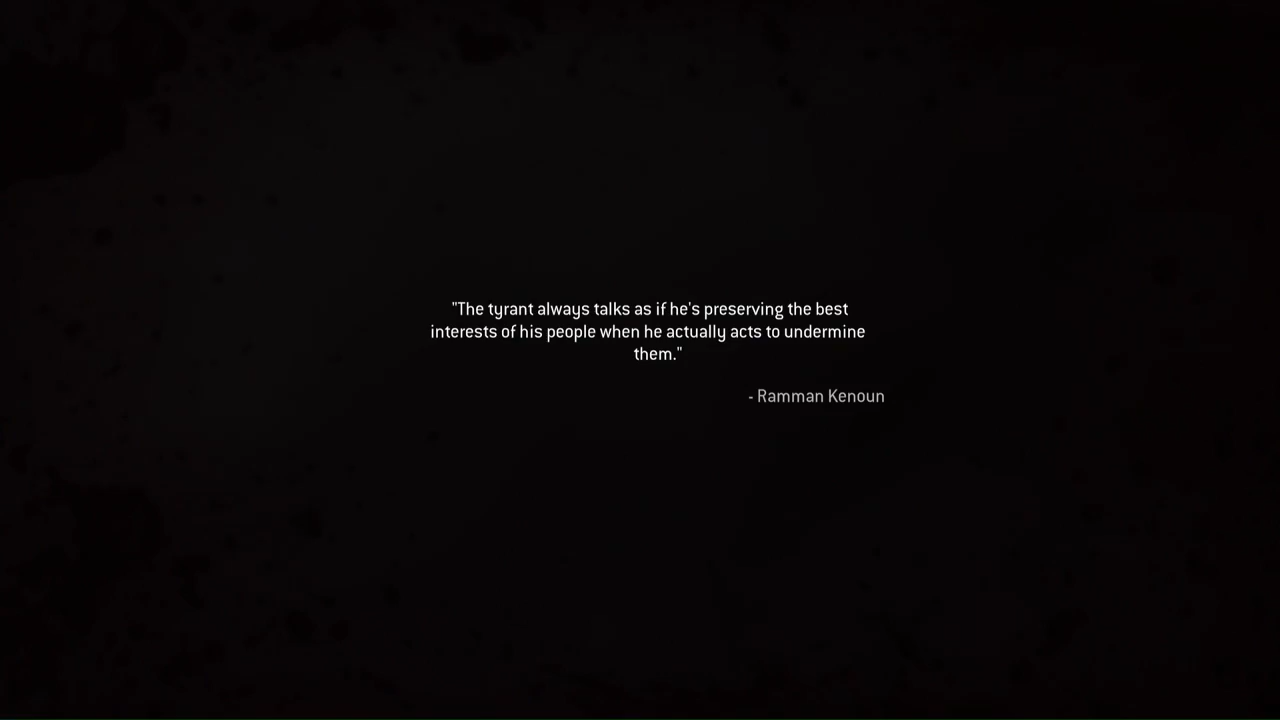 "The tyrant always talks as if he's preserving the best
interests of his people when he actually acts to undermine
them."
- Ramman Kenoun